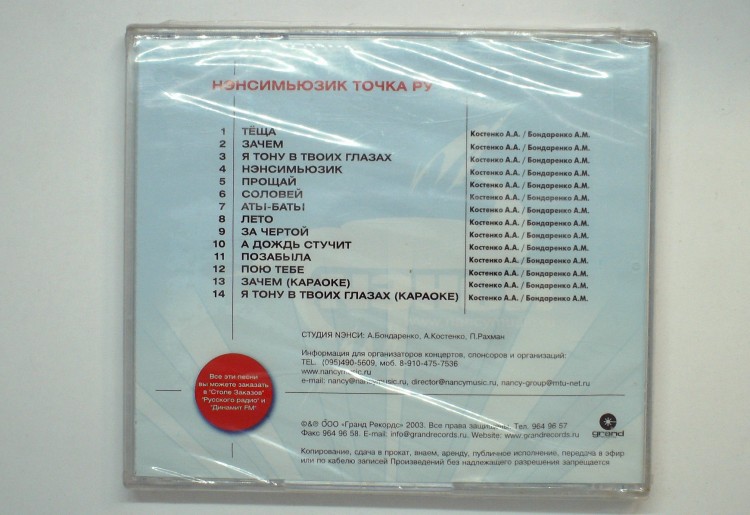 НЭНСИМЬЮЗИК ТОЧКА РУ
1 ТЁЩА Костенко А.А. / Бондаренко А.М.
2 ЗАЧЕМ Костенко А.А. / Бондаренко А.М.
3 Я ТОНУ В ТВОИХ ГЛАЗАХ Костенко А.А. / Бондаренко А.М.
4 НЭНСИМЬЮЗИК Костенко А.А. / Бондаренко А.М.
5 ПРОЩАЙ Костенко А.А. / Бондаренко А.М.
6 СОЛОВЕЙ Костенко А.А. / Бондаренко А.М.
7 АТЫ-БАТЫ Костенко А.А. / Бондаренко А.М.
8 ЛЕТО Костенко А.А. / Бондаренко А.М.
9 ЗА ЧЕРТОЙ Костенко А.А. / Бондаренко А.М.
10 А ДОЖДЬ СТУЧИТ Костенко А.А. / Бондаренко А.М.
11 ПОЗАБЫЛА Костенко А.А. / Бондаренко А.М.
12 ПОЮ ТЕБЕ Костенко А.А. / Бондаренко А.М.
13 ЗАЧЕМ (КАРАОКЕ) Костенко А.А. / Бондаренко А.М.
14 Я ТОНУ В ТВОИХ ГЛАЗАХ (КАРАОКЕ) Костенко А.А. / Бондаренко А.М.
СТУДИЯ NЭНСИ: А.Бондаренко, А.Костенко, П.Рахман
Информация для организаторов концертов, спонсоров и организаций:
ТЕL: (095)490-5609, моб. 8-910-475-7536
www.nancymusic.ru
e-mail: nancy@nancymusic.ru, director@nancymusic.ru, nancy-group@mtu-net.ru
Все эти песни
вы можете заказать
в "Столе Заказов"
"Русского радио" и
"Динамит FM"
©&℗ ООО «Гранд Рекордс» 2003. Все права защищены. Тел. 964 96 57
Факс 964 96 58. E-mail: info@grandrecords.ru. Website: www.grandrecords.ru
grand
Копирование, сдача в прокат, внаем, аренду, публичное исполнение, передача в эфир
или по кабелю записей Произведений без надлежащего разрешения запрещается